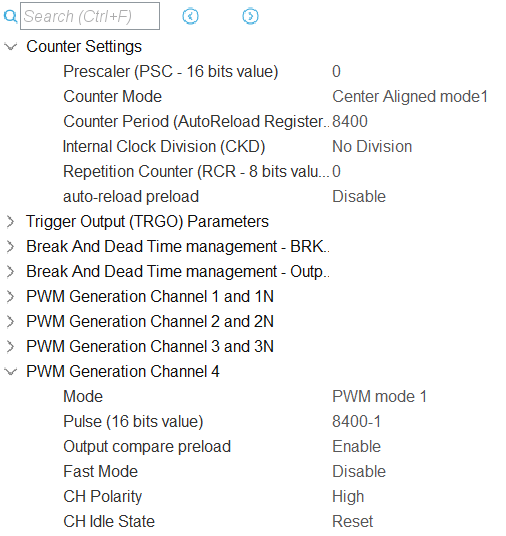 Search (Ctrl+F)
Counter Settings
Prescaler (PSC - 16 bits value) 0
Counter Mode Center Aligned mode1
Counter Period (AutoReload Register.. 8400
Internal Clock Division (CKD) No Division
Repetition Counter (RCR - 8 bits valu... 0
auto-reload preload Disable
Trigger Output (TRGO) Parameters
Break And Dead Time management - BRK..
Break And Dead Time management - Outp..
PWM Generation Channel 1 and 1N
PWM Generation Channel 2 and 2N
PWM Generation Channel 3 and 3N
PWM Generation Channel 4
Mode PWM mode 1
Pulse (16 bits value) 8400-1
Output compare preload Enable
Fast Mode Disable
CH Polarity High
CH Idle State Reset